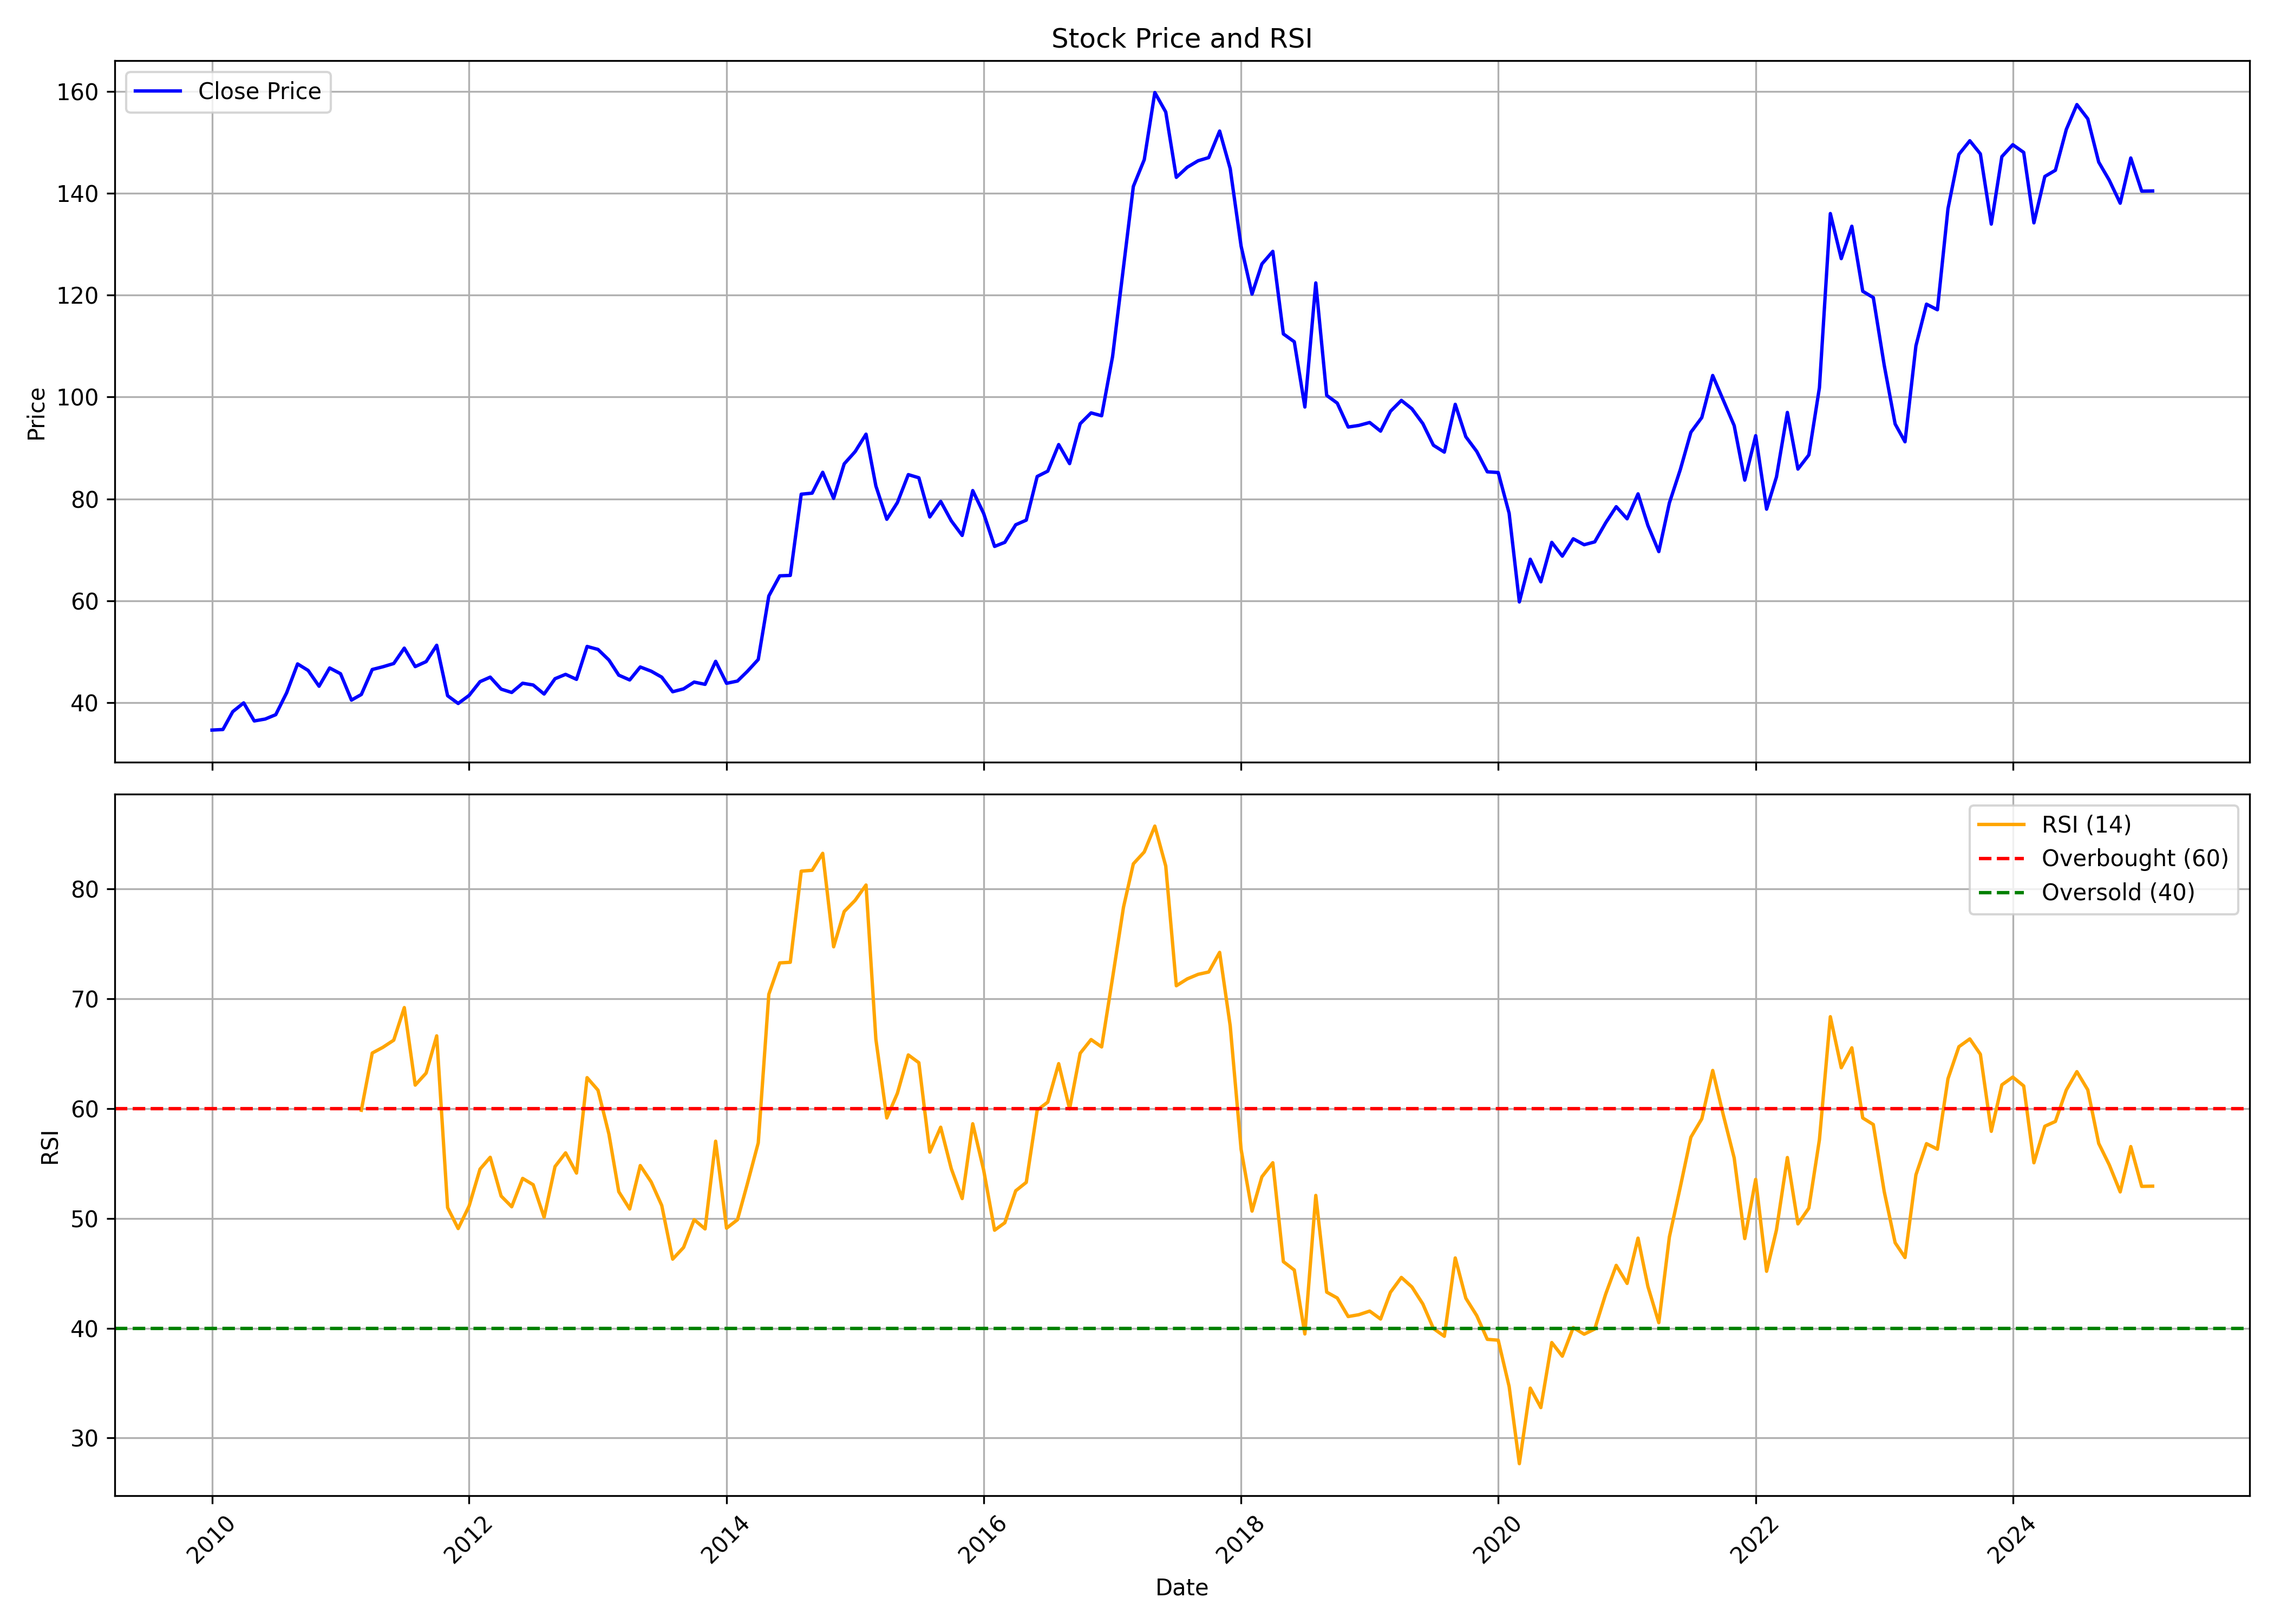 Stock Price and RSI
Close Price
160
140
120
100
80
60
40
Price
RSI (14)
Overbought (60)
Oversold (40)
80
70
60
50
40
30
RSI
2010
2012
2014
2016
2018
2020
2022
2024
Date